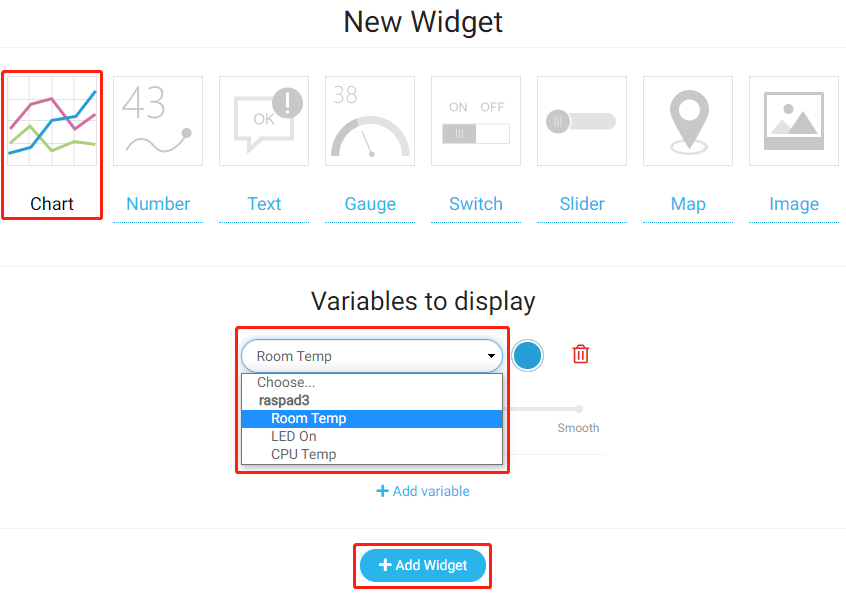 New Widget
43
OK
38
ON OFF
Chart
Number
Text
Gauge
Switch
Slider
Map
Image
Variables to display
Room Temp
Choose...
raspad3
Room Temp
LED On
CPU Temp
Smooth
+ Add variable
+ Add Widget